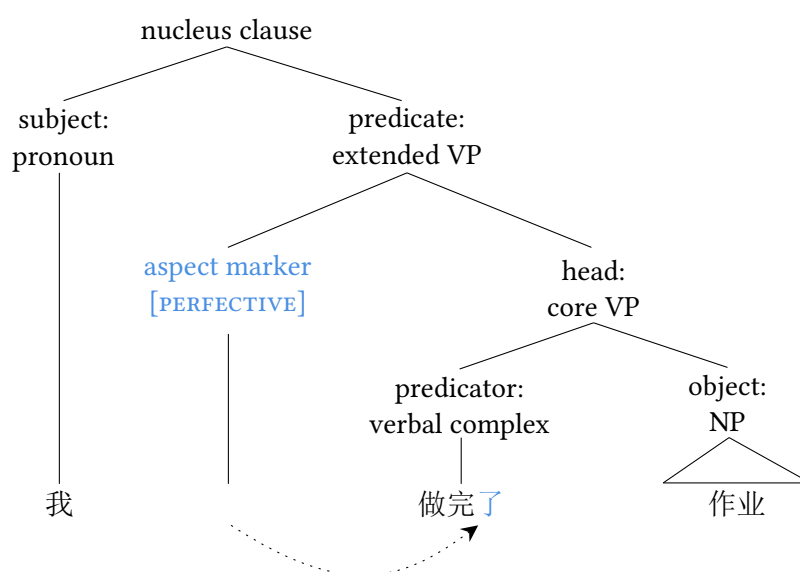 nucleus clause
subject:
pronoun
predicate:
extended VP
aspect marker
[PERFECTIVE]
head:
core VP
predicator:
verbal complex
object:
NP
我
做完了
作业